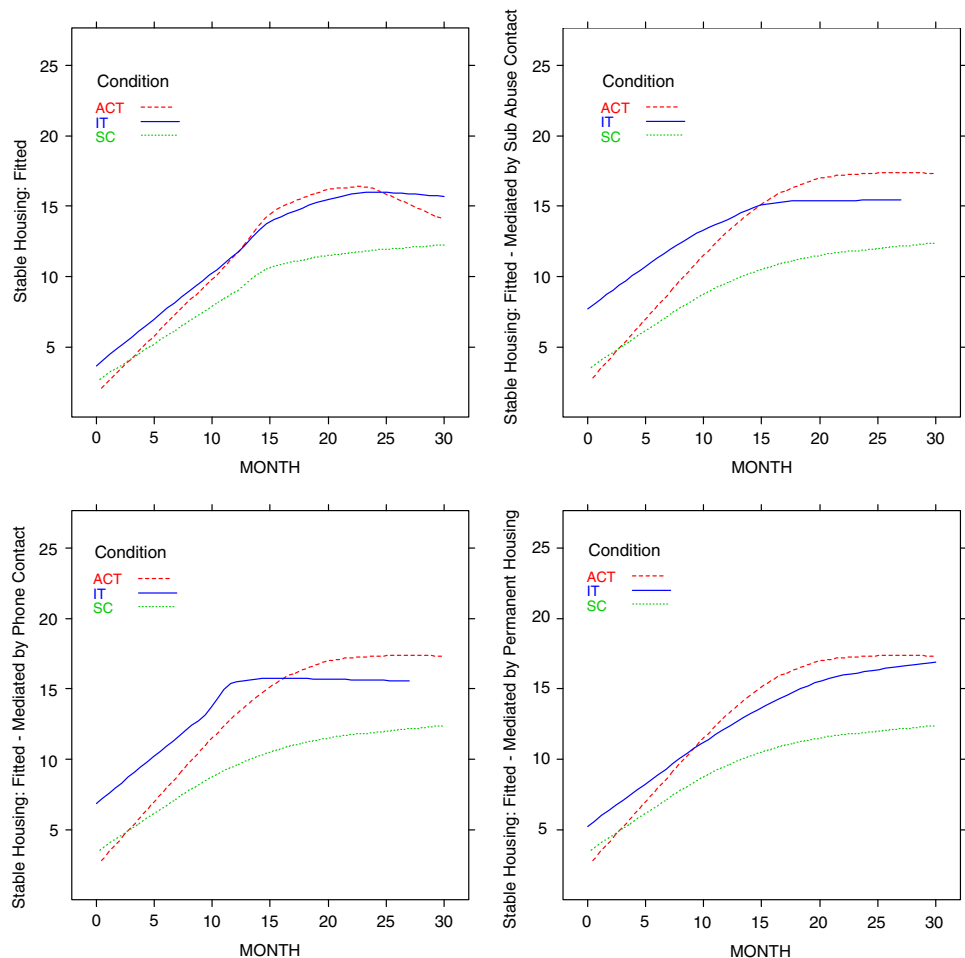 Stable Housing: Fitted
Condition
ACT
IT
SC
25
20
15
10
5
0 5 10 15 20 25 30
MONTH
Stable Housing: Fitted - Mediated by Sub Abuse Contact
Condition
ACT
IT
SC
25
20
15
10
5
0 5 10 15 20 25 30
MONTH
Stable Housing: Fitted - Mediated by Phone Contact
Condition
ACT
IT
SC
25
20
15
10
5
0 5 10 15 20 25 30
MONTH
Stable Housing: Fitted - Mediated by Permanent Housing
Condition
ACT
IT
SC
25
20
15
10
5
0 5 10 15 20 25 30
MONTH